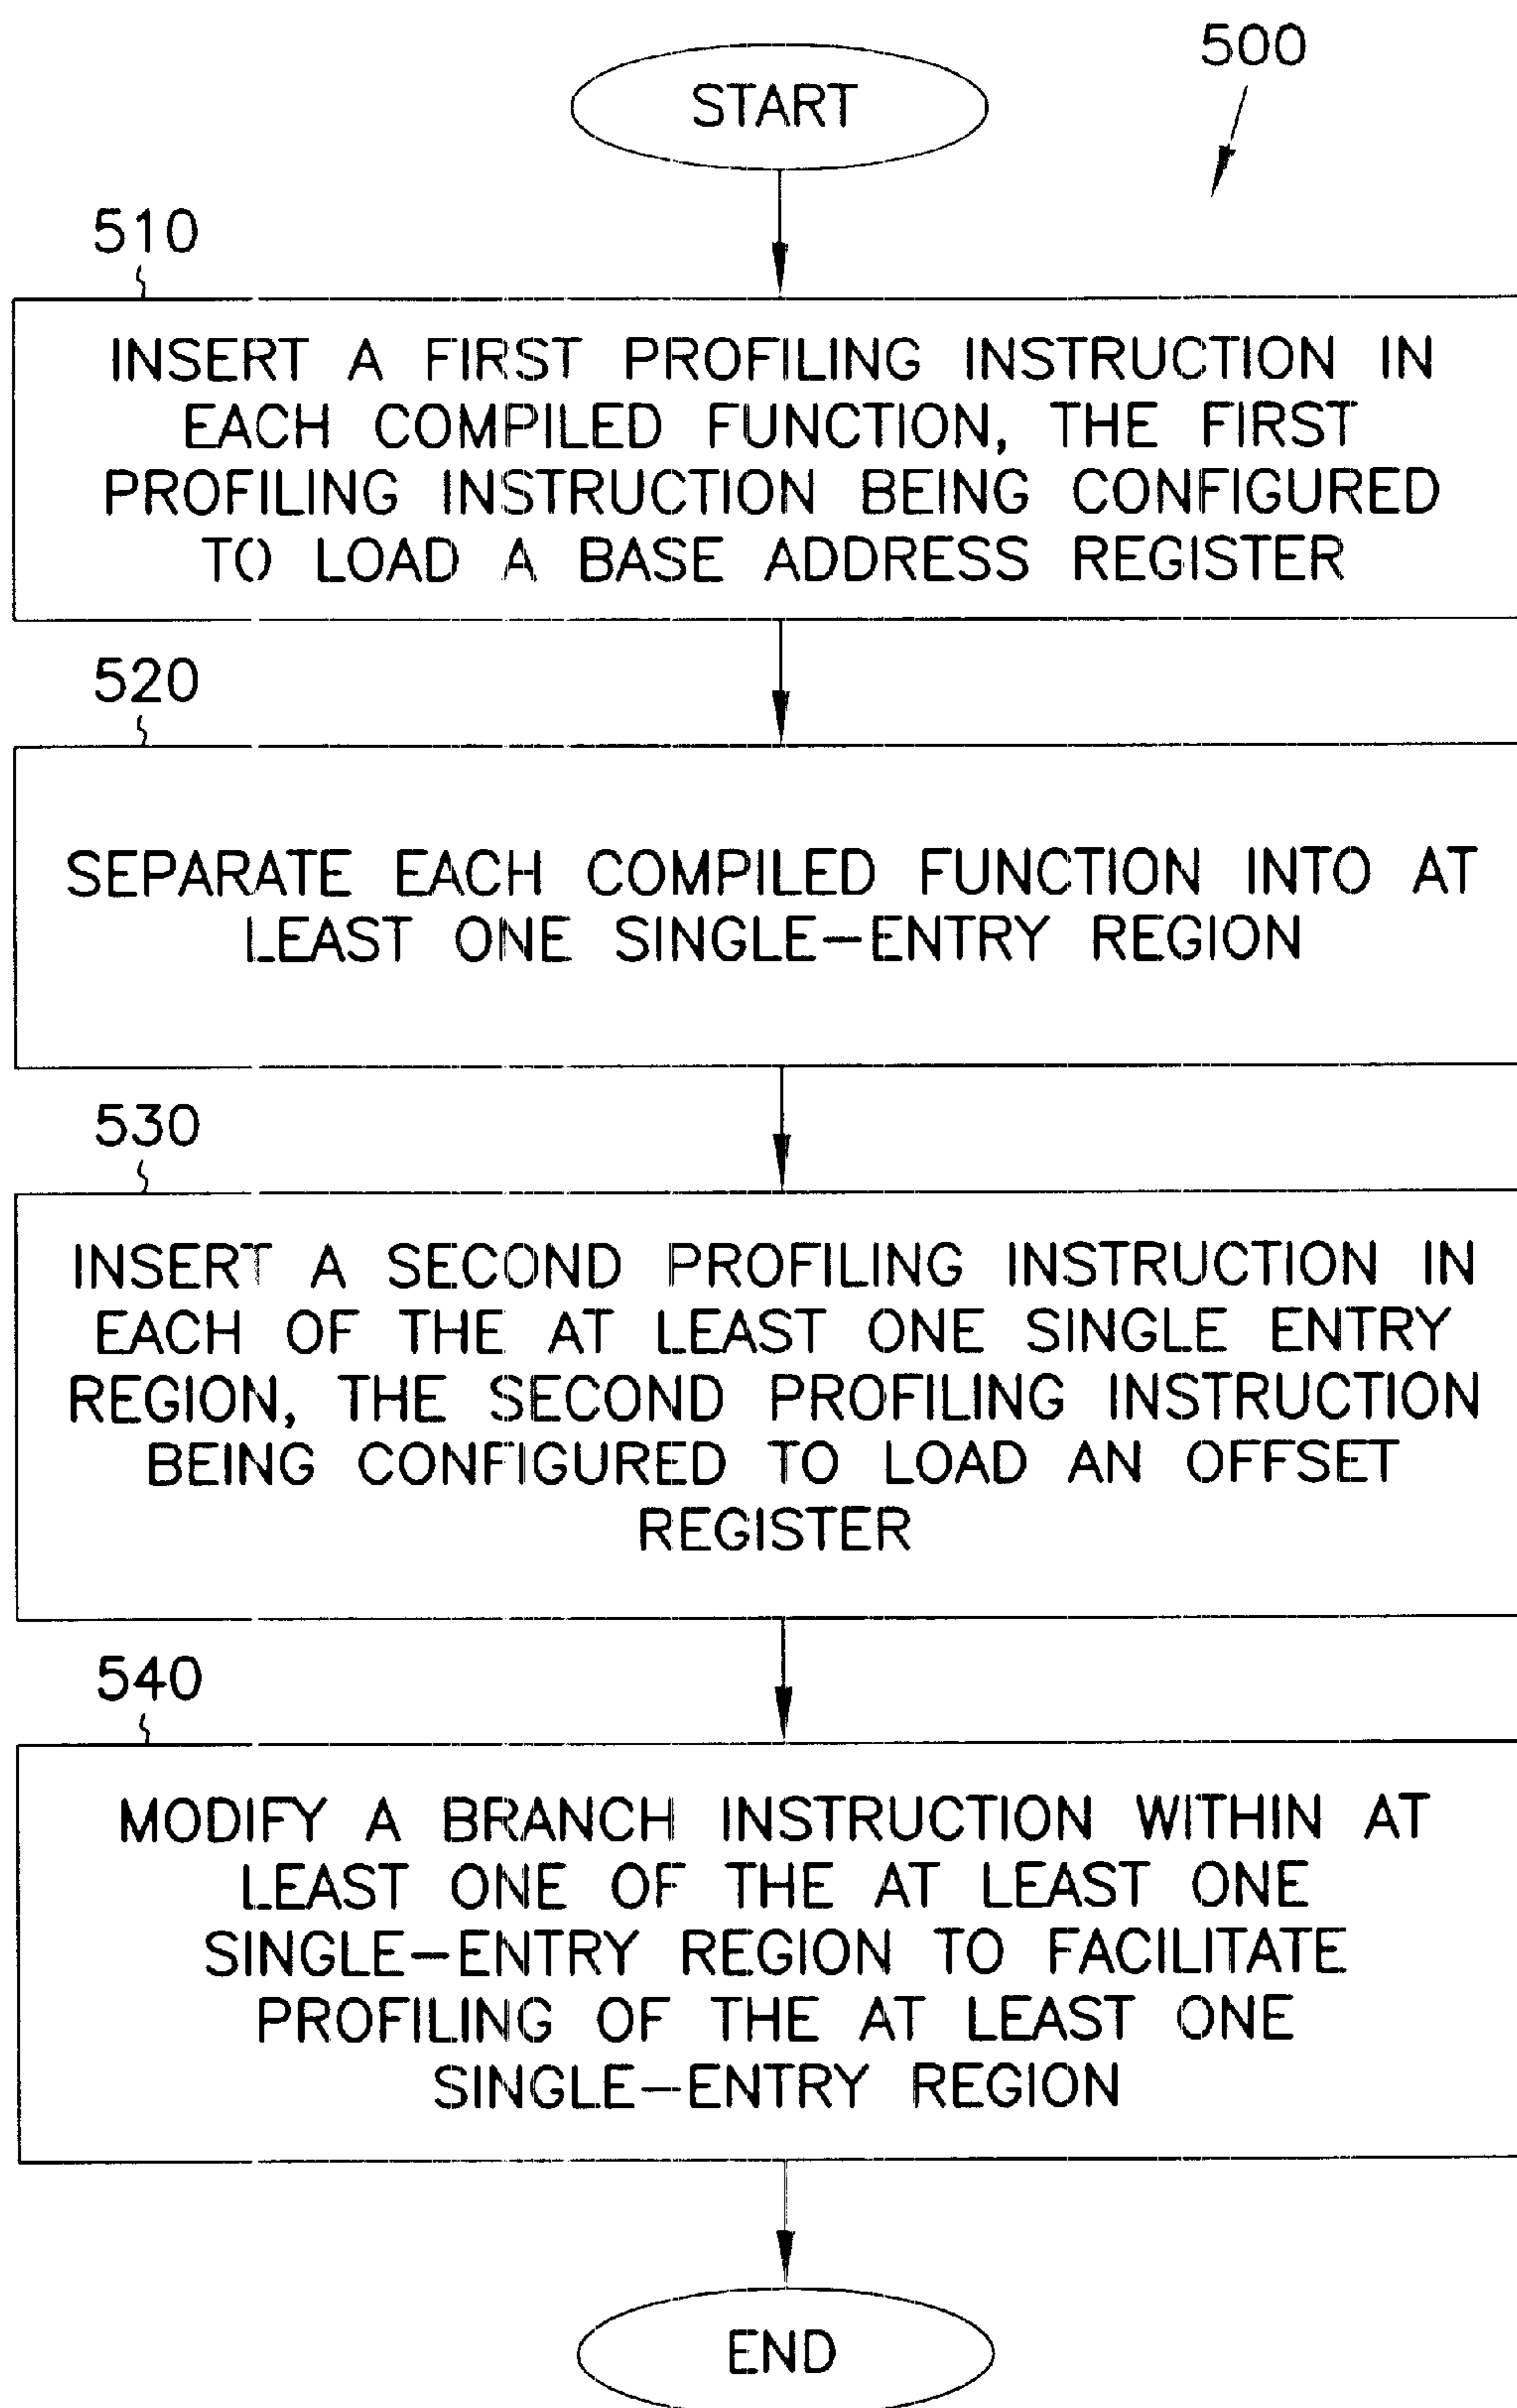 500
START
510
INSERT A FIRST PROFILING INSTRUCTION IN
EACH COMPILED FUNCTION, THE FIRST
PROFILING INSTRUCTION BEING CONFIGURED
TO LOAD A BASE ADDRESS REGISTER
520
SEPARATE EACH COMPILED FUNCTION INTO AT
LEAST ONE SINGLE–ENTRY REGION
530
INSERT A SECOND PROFILING INSTRUCTION IN
EACH OF THE AT LEAST ONE SINGLE ENTRY
REGION, THE SECOND PROFILING INSTRUCTION
BEING CONFIGURED TO LOAD AN OFFSET
REGISTER
540
MODIFY A BRANCH INSTRUCTION WITHIN AT
LEAST ONE OF THE AT LEAST ONE
SINGLE–ENTRY REGION TO FACILITATE
PROFILING OF THE AT LEAST ONE
SINGLE–ENTRY REGION
END